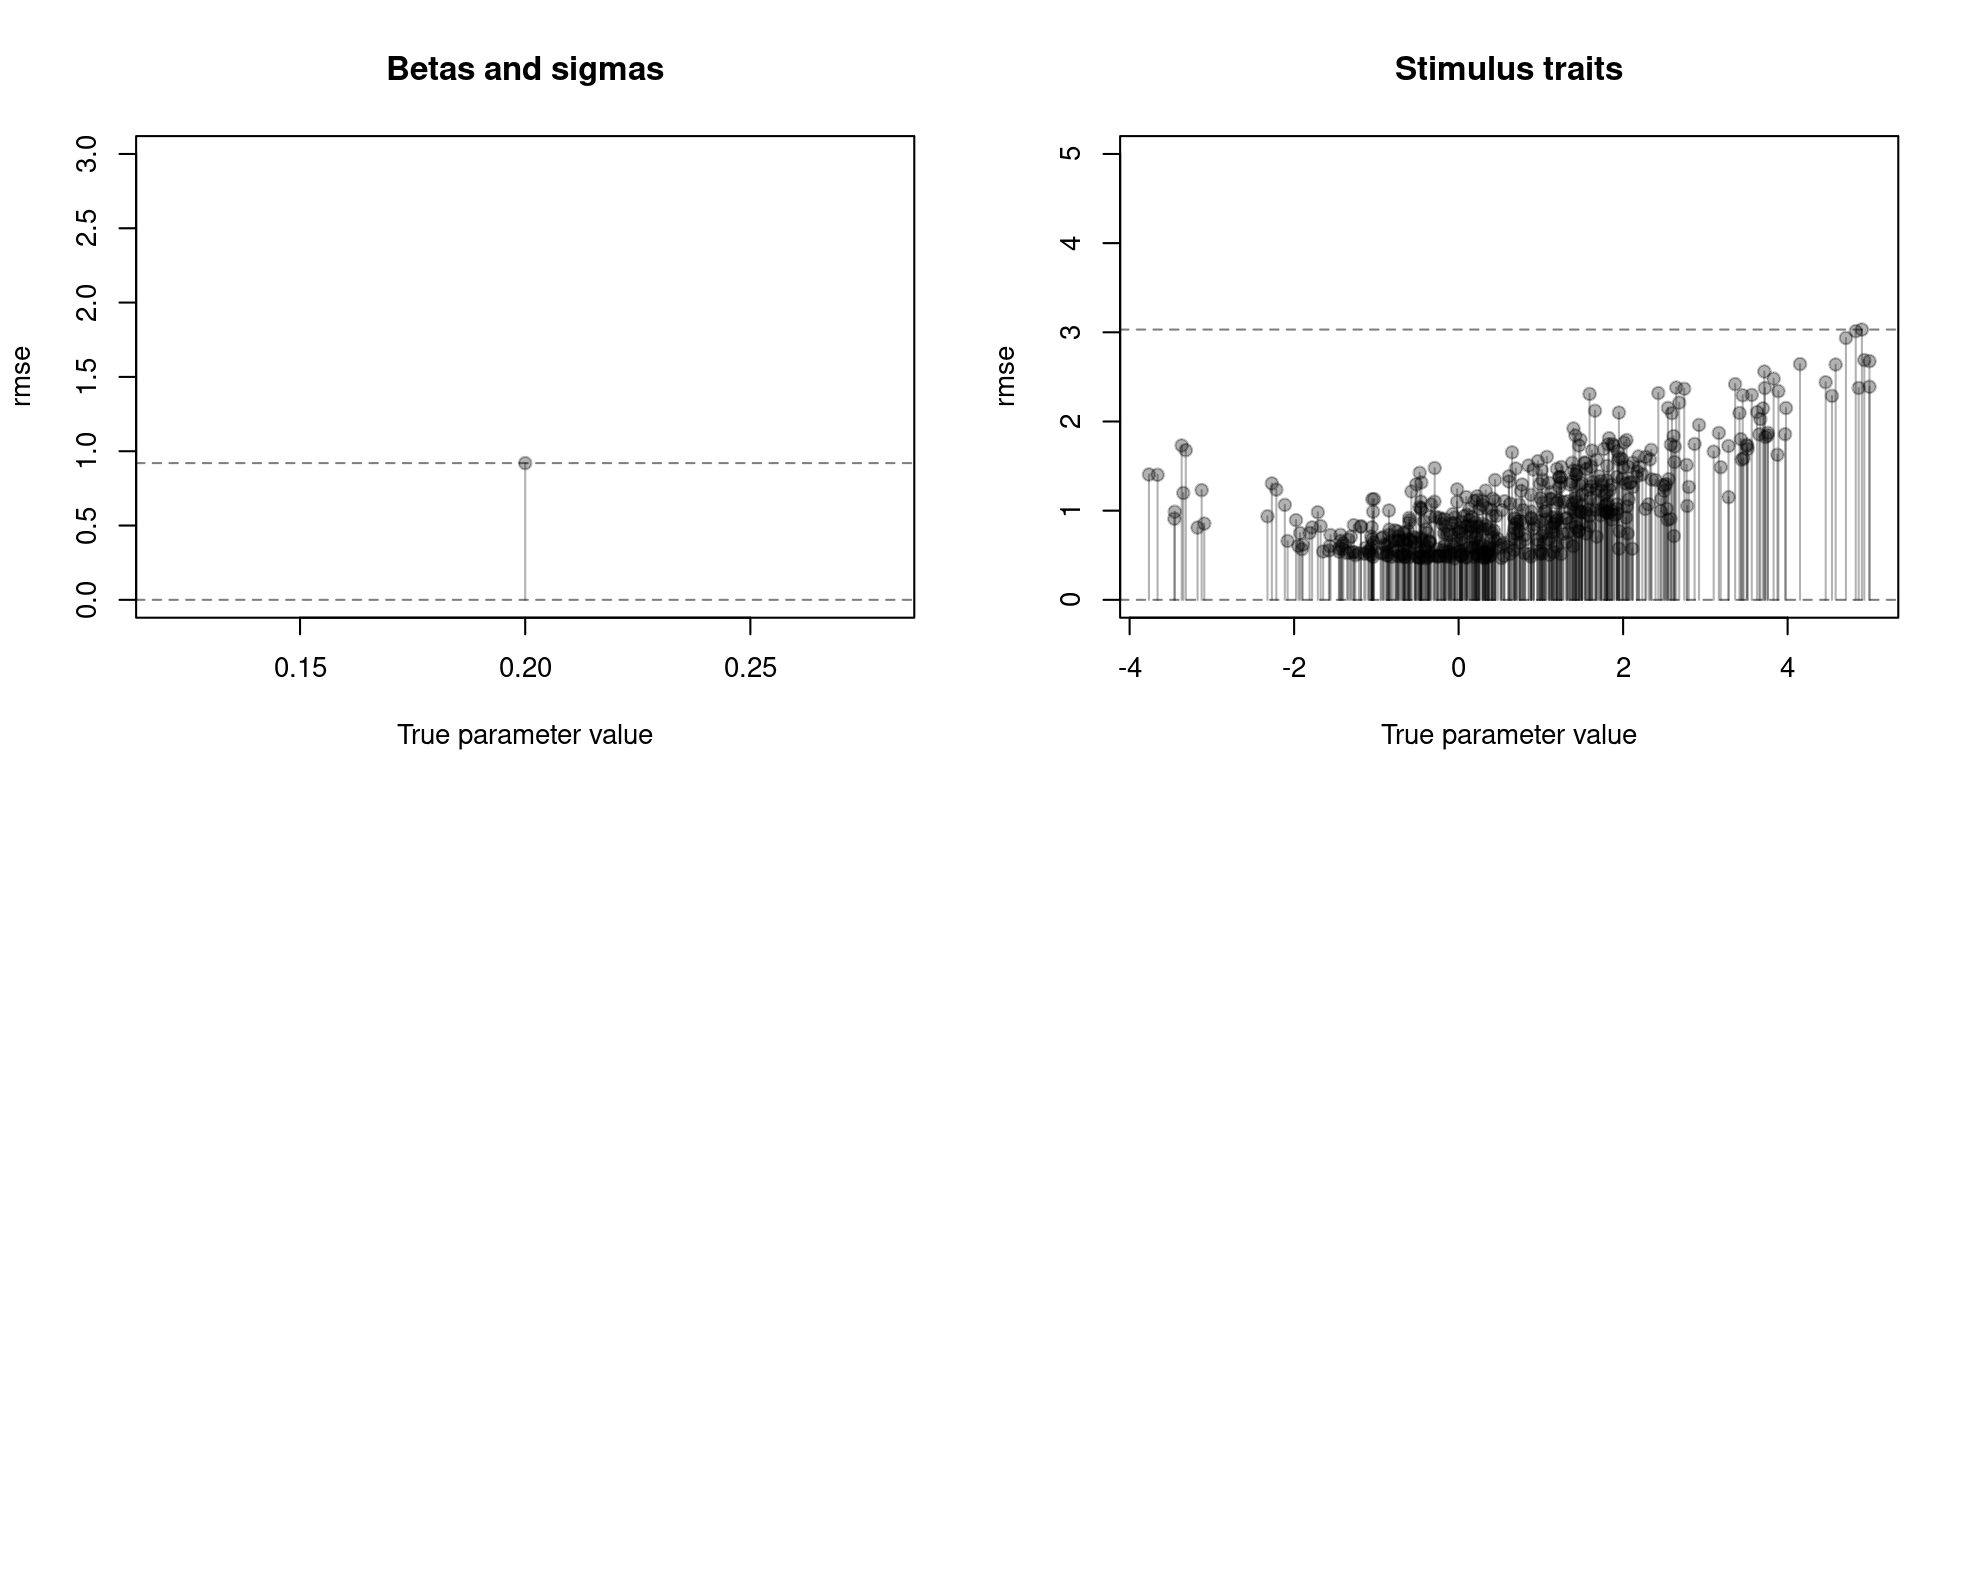 Betas and sigmas
rmse
3.0
2.5
2.0
1.5
1.0
0.5
0.0
0.15 0.20 0.25
True parameter value
Stimulus traits
rmse
5
4
3
2
1
0
-4 -2 0 2 4
True parameter value